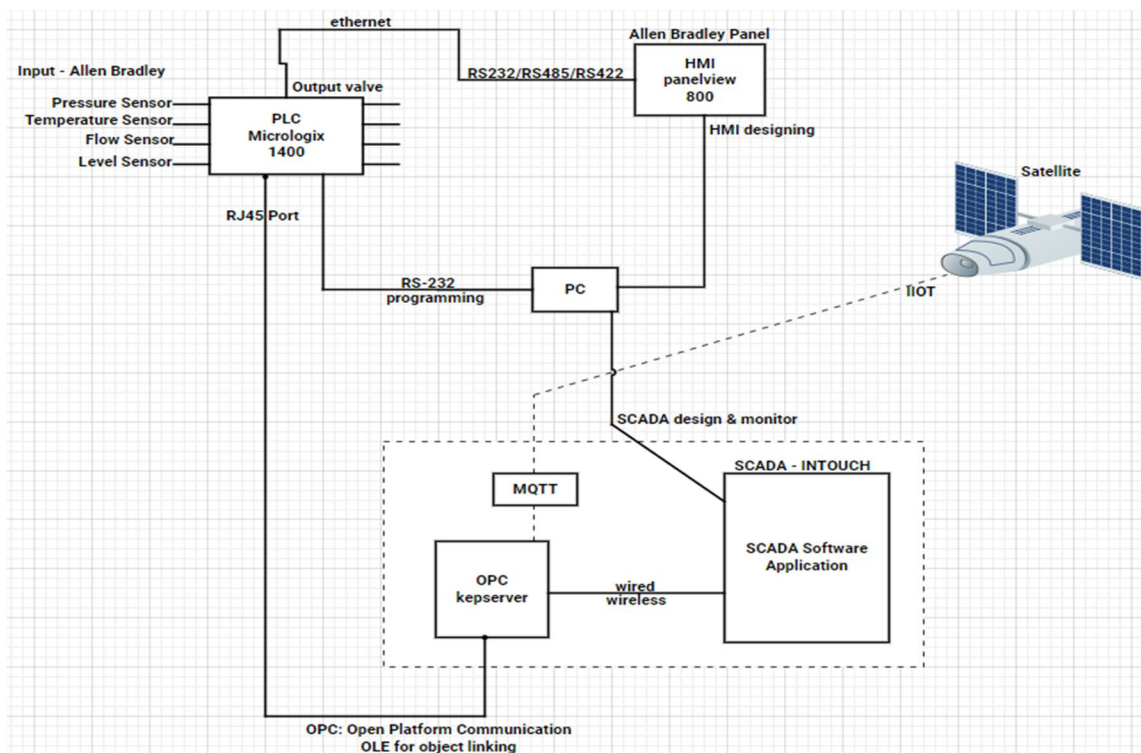 ethernet
Allen Bradley Panel
Input - Allen Bradley
RS232/RS485/RS422
HMI
panelview
800
Output valve
Pressure Sensor
Temperature Sensor
Flow Sensor
Level Sensor
PLC
Micrologix
1400
HMI designing
Satellite
RJ45 Port
RS-232
programming
PC
IIOT
SCADA design & monitor
SCADA - INTOUCH
MQTT
SCADA Software
Application
OPC
kepserver
wired
wireless
OPC: Open Platform Communication
OLE for object linking